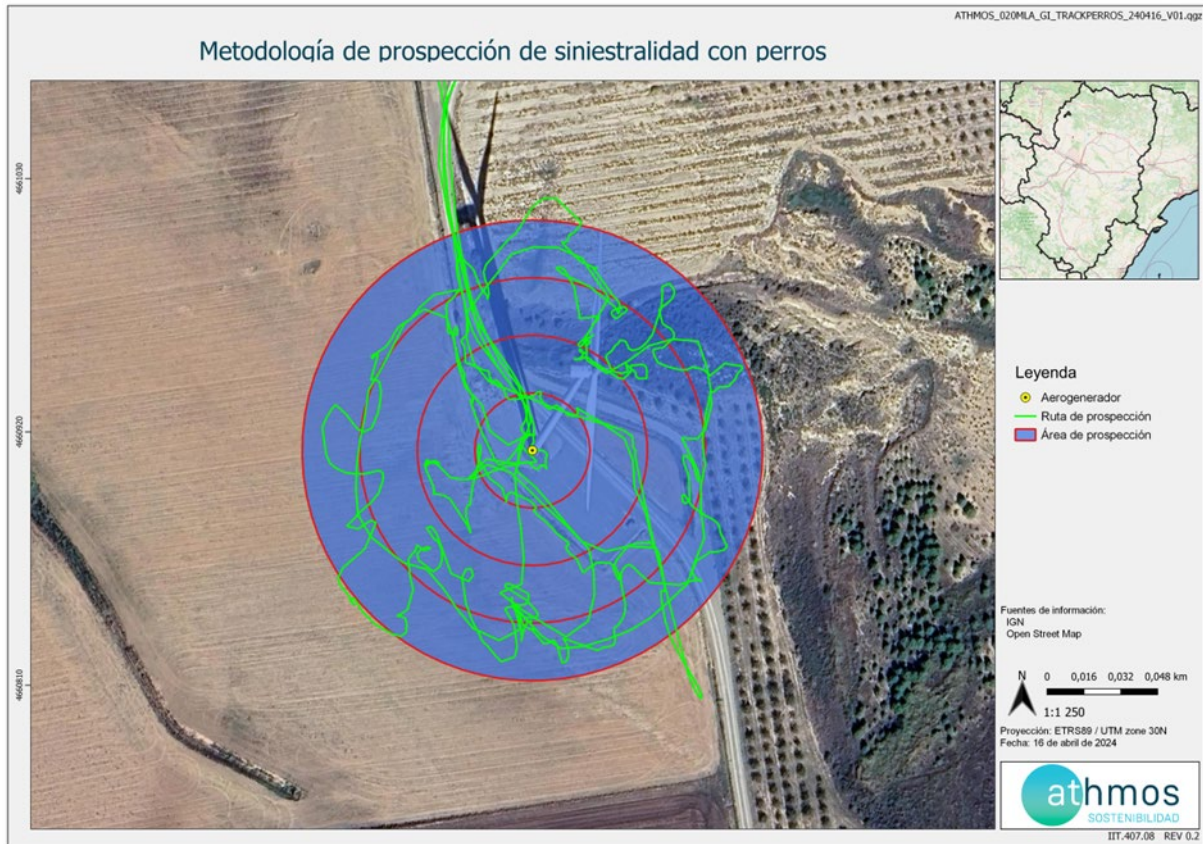 ATHMOS_020MLA_GI_TRACKPERROS_240416_V01.qgz
Metodología de prospección de siniestralidad con perros
4661030
4660920
4660810
Leyenda
Aerogenerador
Ruta de prospección
Área de prospección
Fuentes de información:
IGN
Open Street Map
N
0 0,016 0,032 0,048 km
1:1 250
Proyección: ETRS89 / UTM zone 30N
Fecha: 16 de abril de 2024
athmos
SOSTENIBILIDAD
IIT.407.08 REV 0.2